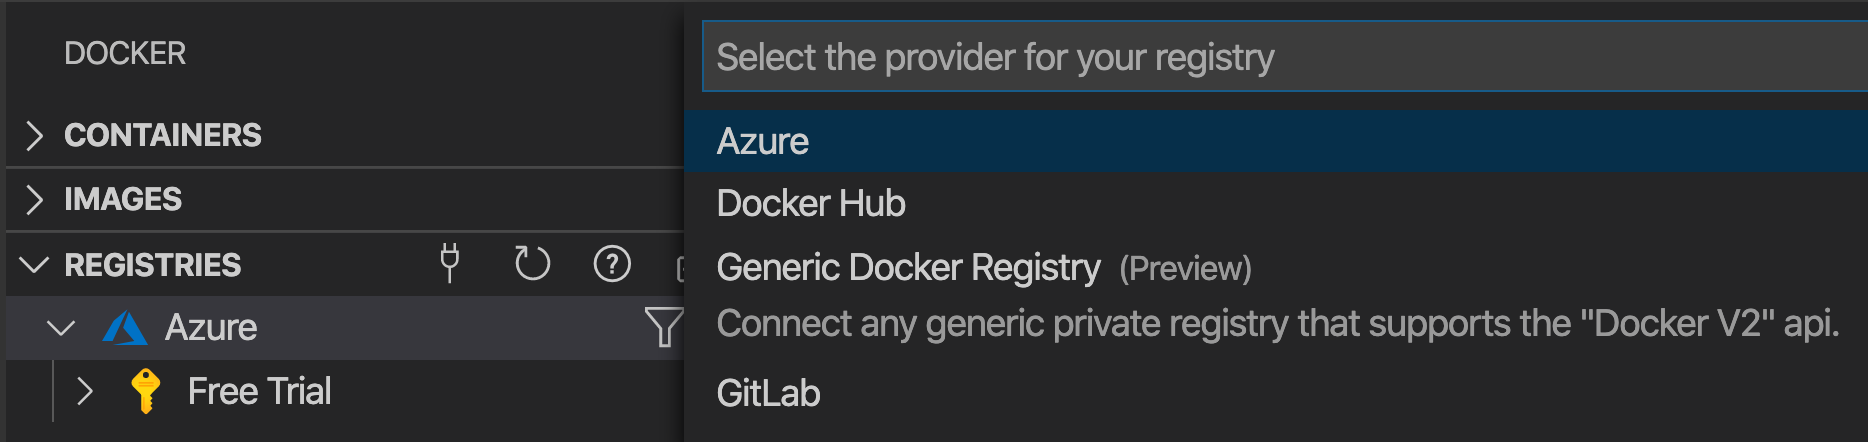 DOCKER
CONTAINERS
IMAGES
REGISTRIES
Azure
Free Trial
Select the provider for your registry
Azure
Docker Hub
Generic Docker Registry (Preview)
Connect any generic private registry that supports the "Docker V2" api.
GitLab